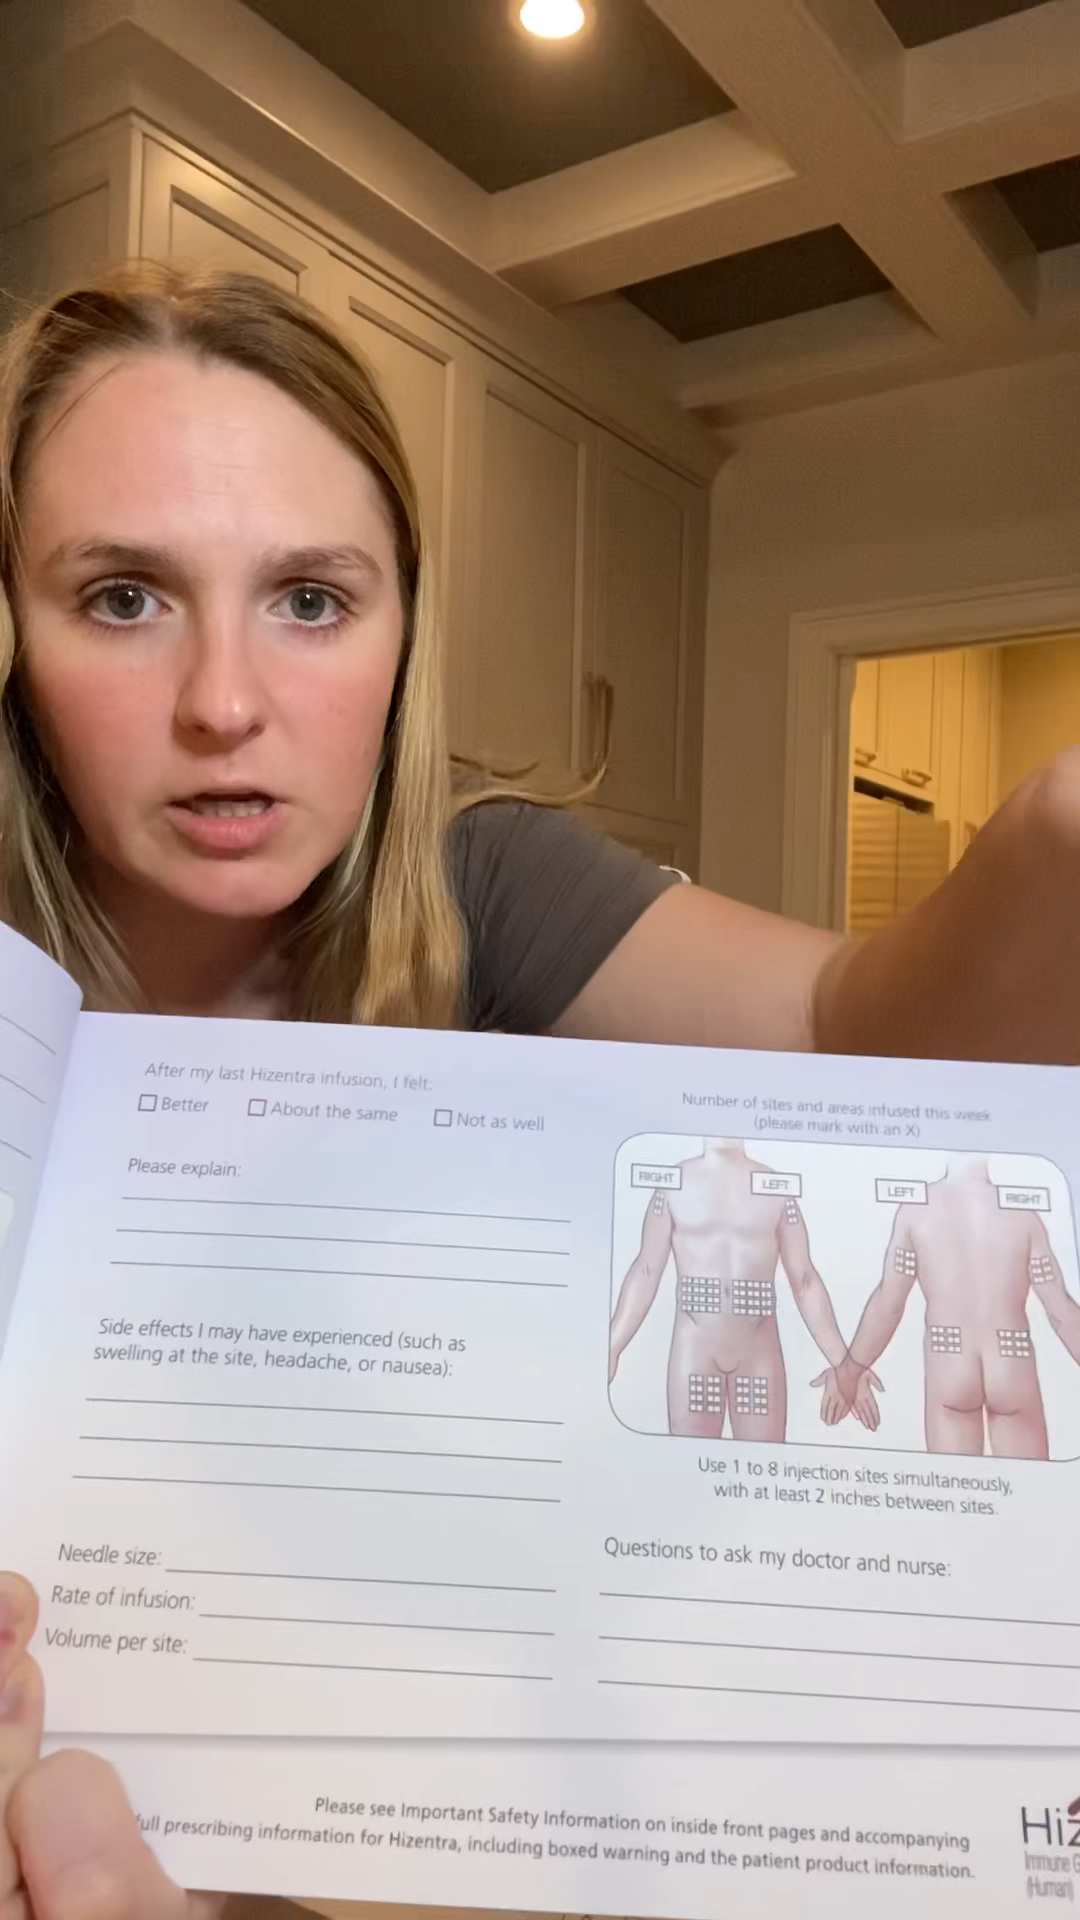 After my last Hizentra infusion, I felt:
Better
About the same
Not as well
Please explain:
Side effects I may have experienced (such as
swelling at the site, headache, or nausea):
Needle size:
Rate of infusion:
Volume per site:
Number of sites and areas infused this week
(please mark with an X)
RIGHT
LEFT
LEFT
RIGHT
Use 1 to 8 injection sites simultaneously,
with at least 2 inches between sites.
Questions to ask my doctor and nurse:
Please see Important Safety Information on inside front pages and accompanying
full prescribing information for Hizentra, including boxed warning and the patient product information.
Hiz
Immune G
(Human)